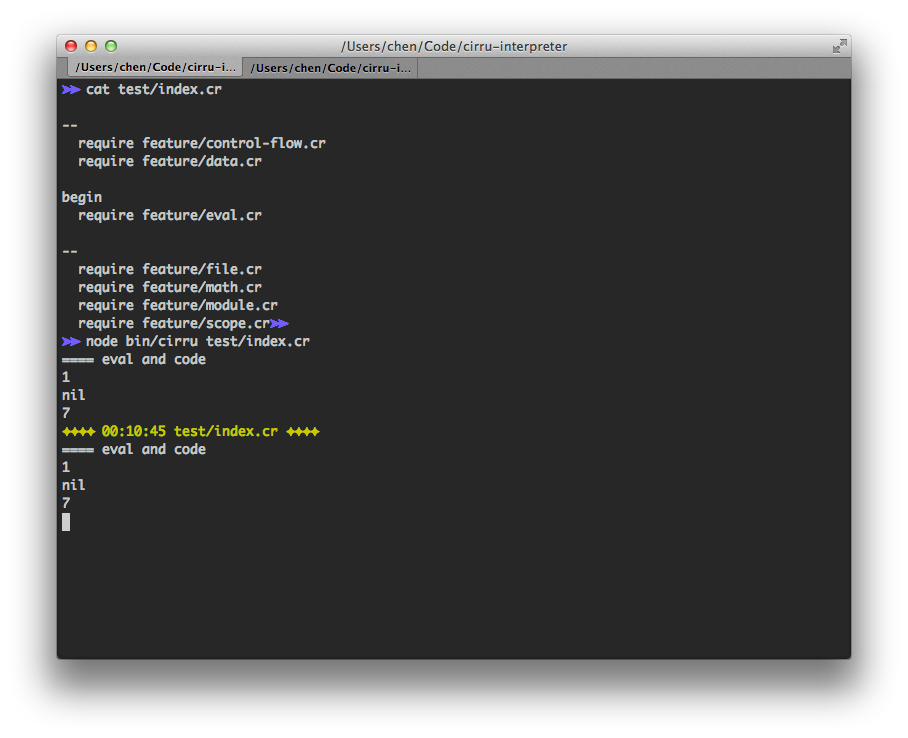 /Users/chen/Code/cirru-interpreter
/Users/chen/Code/cirru-i... /Users/chen/Code/cirru-i...
➤➤ cat test/index.cr
--
  require feature/control-flow.cr
  require feature/data.cr
begin
  require feature/eval.cr
--
  require feature/file.cr
  require feature/math.cr
  require feature/module.cr
  require feature/scope.cr➤➤
➤➤ node bin/cirru test/index.cr
==== eval and code
1
nil
7
✦✦✦✦ 00:10:45 test/index.cr ✦✦✦✦
==== eval and code
1
nil
7